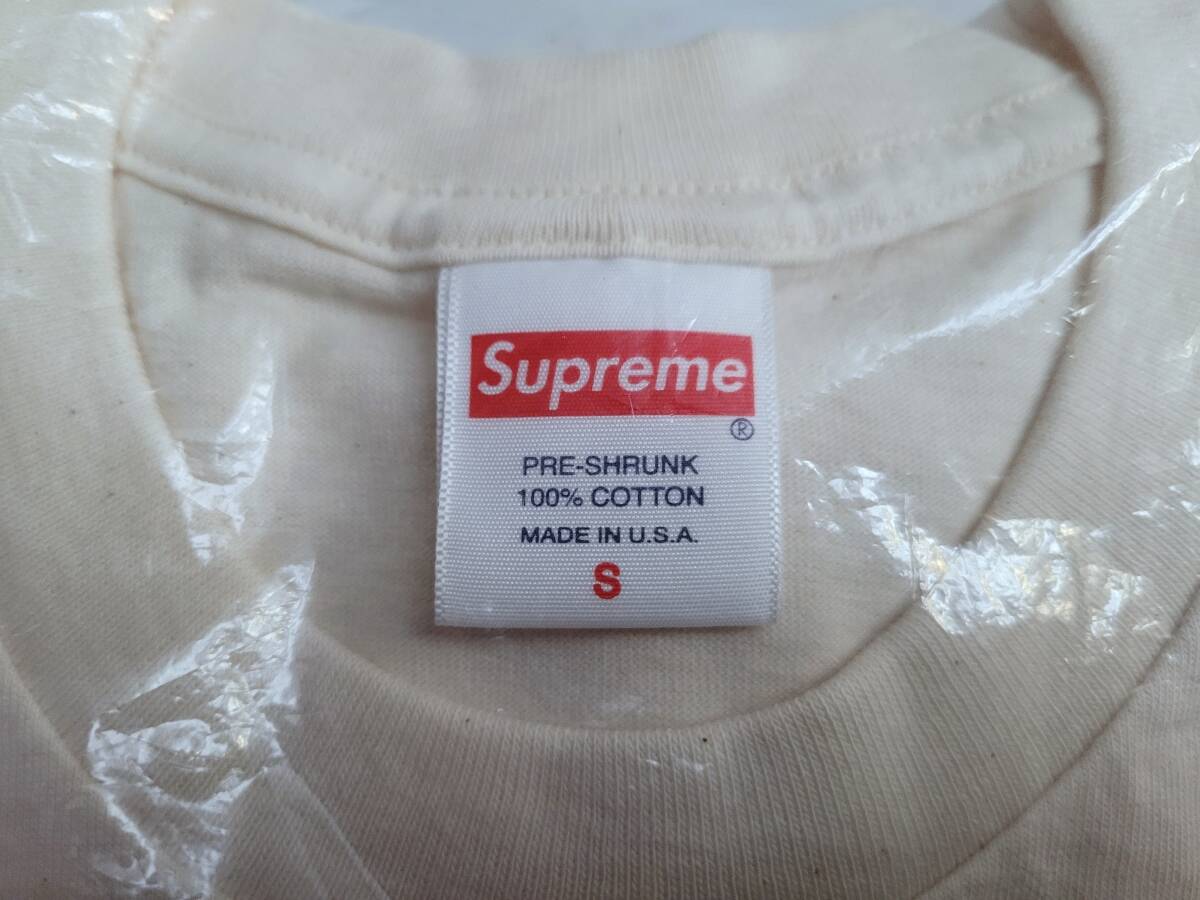 Supreme
®
PRE-SHRUNK
100% COTTON
MADE IN U.S.A.
S